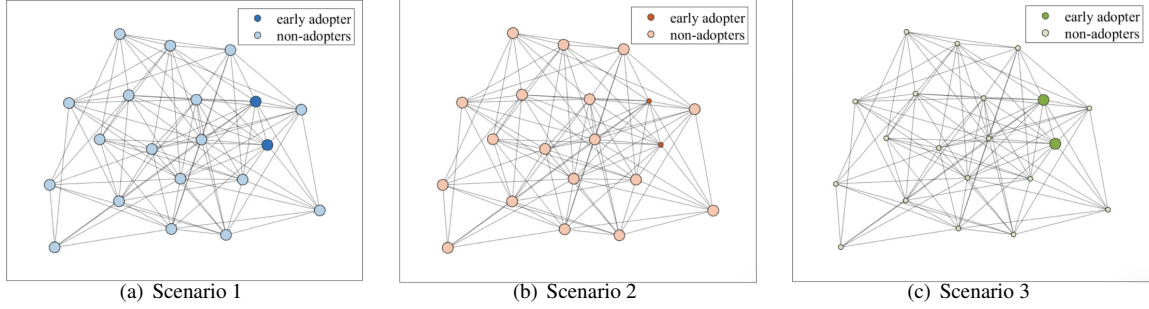 early adopter
non-adopters
early adopter
non-adopters
early adopter
non-adopters
(a) Scenario 1
(b) Scenario 2
(c) Scenario 3